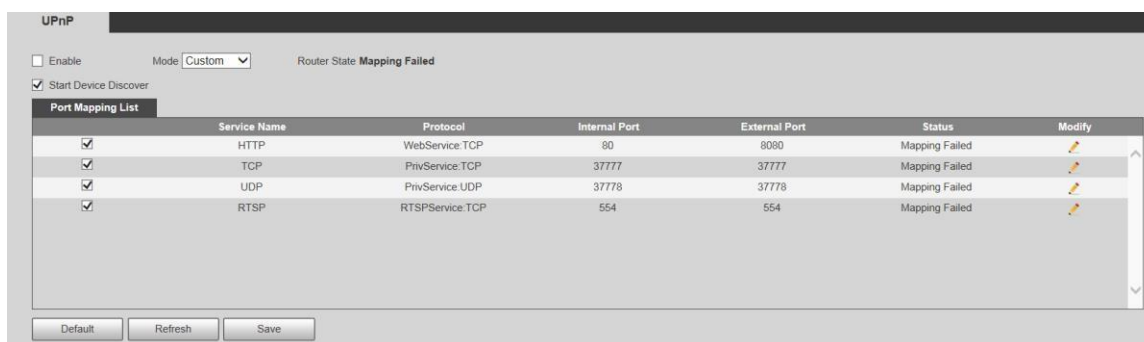 UPnP
Enable Mode Custom Router State Mapping Failed
Start Device Discover
Port Mapping List
Service Name Protocol Internal Port External Port Status Modify
HTTP WebService:TCP 80 8080 Mapping Failed
TCP PrivService:TCP 37777 37777 Mapping Failed
UDP PrivService:UDP 37778 37778 Mapping Failed
RTSP RTSPService:TCP 554 554 Mapping Failed
Default Refresh Save